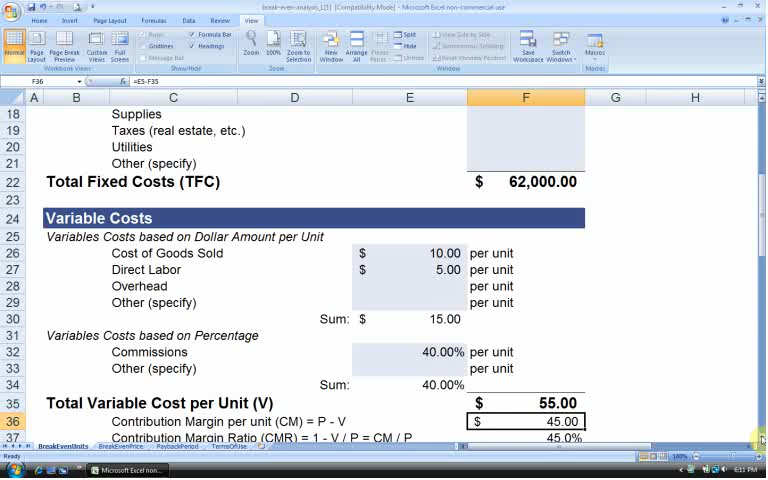 break-even-analysis_L[1] [Compatibility Mode] - Microsoft Excel non-commercial use
Home Insert Page Layout Formulas Data Review View
Normal Page Layout Page Break Preview Custom Views Full Screen
Ruler Formula Bar
Gridlines Headings
Message Bar
Zoom 100% Zoom to Selection
New Window Arrange All Freeze Panes
Split
Hide
Unhide
View Side by Side
Synchronous Scrolling
Reset Window Position
Save Workspace Switch Windows Macros
Workbook Views Show/Hide Zoom Window Macros
F36 fx =E5-F35
A B C D E F G H
18 Supplies
19 Taxes (real estate, etc.)
20 Utilities
21 Other (specify)
22 Total Fixed Costs (TFC) $ 62,000.00
23
24 Variable Costs
25 Variables Costs based on Dollar Amount per Unit
26 Cost of Goods Sold $ 10.00 per unit
27 Direct Labor $ 5.00 per unit
28 Overhead per unit
29 Other (specify) per unit
30 Sum: $ 15.00
31 Variables Costs based on Percentage
32 Commissions 40.00% per unit
33 Other (specify) per unit
34 Sum: 40.00%
35 Total Variable Cost per Unit (V) $ 55.00
36 Contribution Margin per unit (CM) = P - V $ 45.00
37 Contribution Margin Ratio (CMR) = 1 - V / P = CM / P 45.0%
BreakEvenUnits BreakEvenPrice PaybackPeriod TermsOfUse
Ready
Microsoft Excel non... 6:11 PM